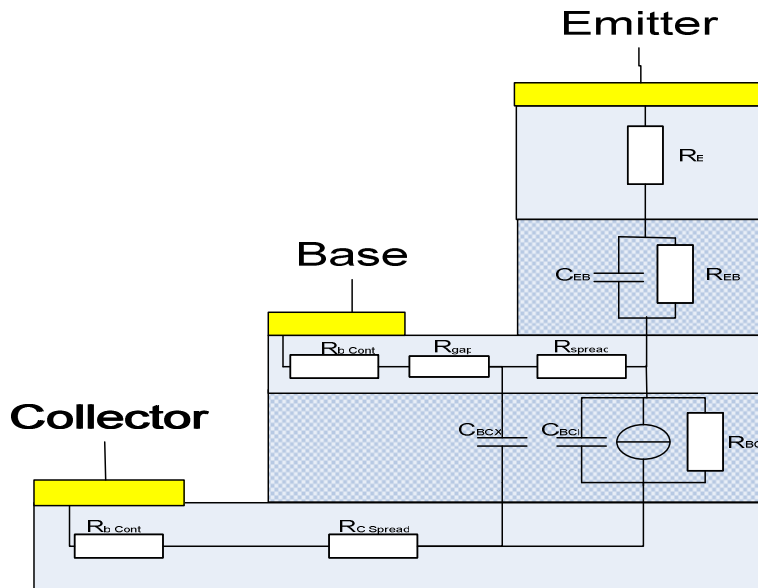 Emitter
RE
Base
CEB
REB
Rb Cont
Rgap
Rspread
Collector
CBCX
CBCI
RBC
Rb Cont
RC Spread